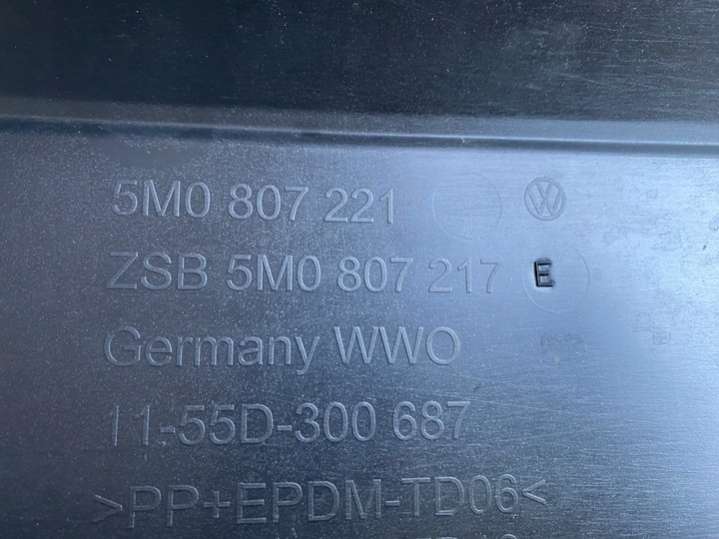 5M0 807 221
ZSB 5M0 807 217 E
Germany WWO
11-55D-300 687
>PP+EPDM-TD06<